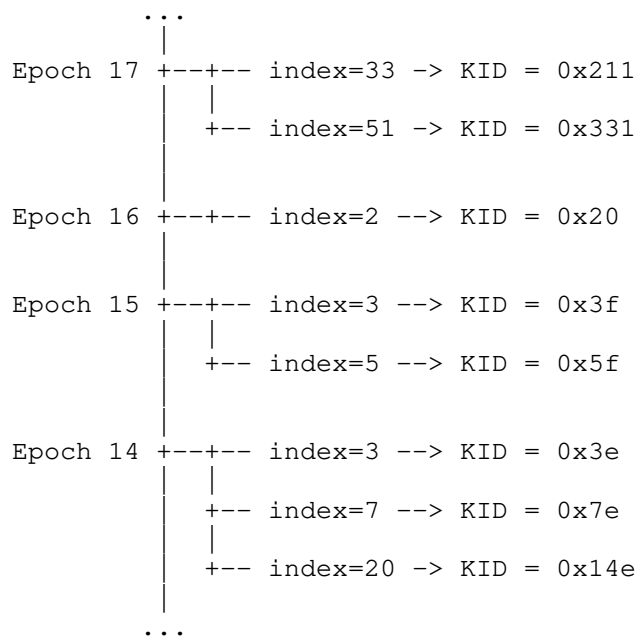 ...
Epoch 17 +--+-- index=33 -> KID = 0x211
+-- index=51 -> KID = 0x331
Epoch 16 +--+-- index=2 --> KID = 0x20
Epoch 15 +--+-- index=3 --> KID = 0x3f
+-- index=5 --> KID = 0x5f
Epoch 14 +--+-- index=3 --> KID = 0x3e
+-- index=7 --> KID = 0x7e
+-- index=20 -> KID = 0x14e
...